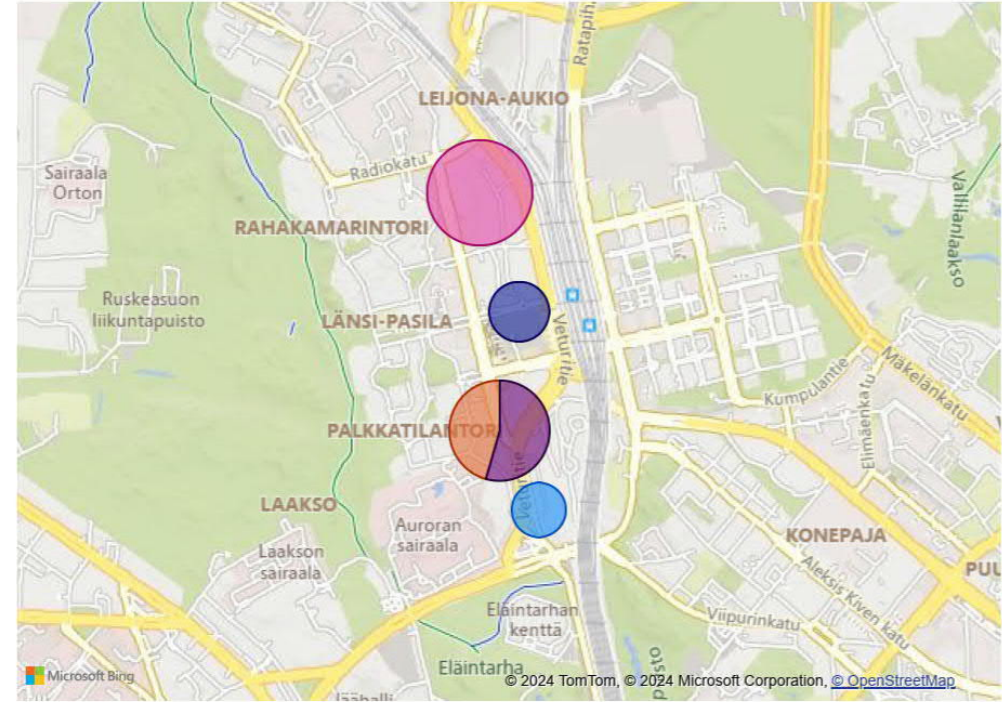 Ratapih
LEIJONA-AUKIO
Radiokatu
Sairaala
Orton
Vallilanlaakso
RAHAKAMARINTORI
Ruskeasuon
liikuntapuisto
LÄNSI-PASILA
Veturitie
Mäkelänkatu
Kumpulantie
Elimäenkatu
PALKKATILANTOR
Veturitie
LAAKSO
Auroran
sairaala
KONEPAJA
Laakson
sairaala
Aleksis Kiven katu
PUU
Eläintarhan
kenttä
Viipurinkatu
Eläintarha
Microsoft Bing
© 2024 TomTom, © 2024 Microsoft Corporation, © OpenStreetMap